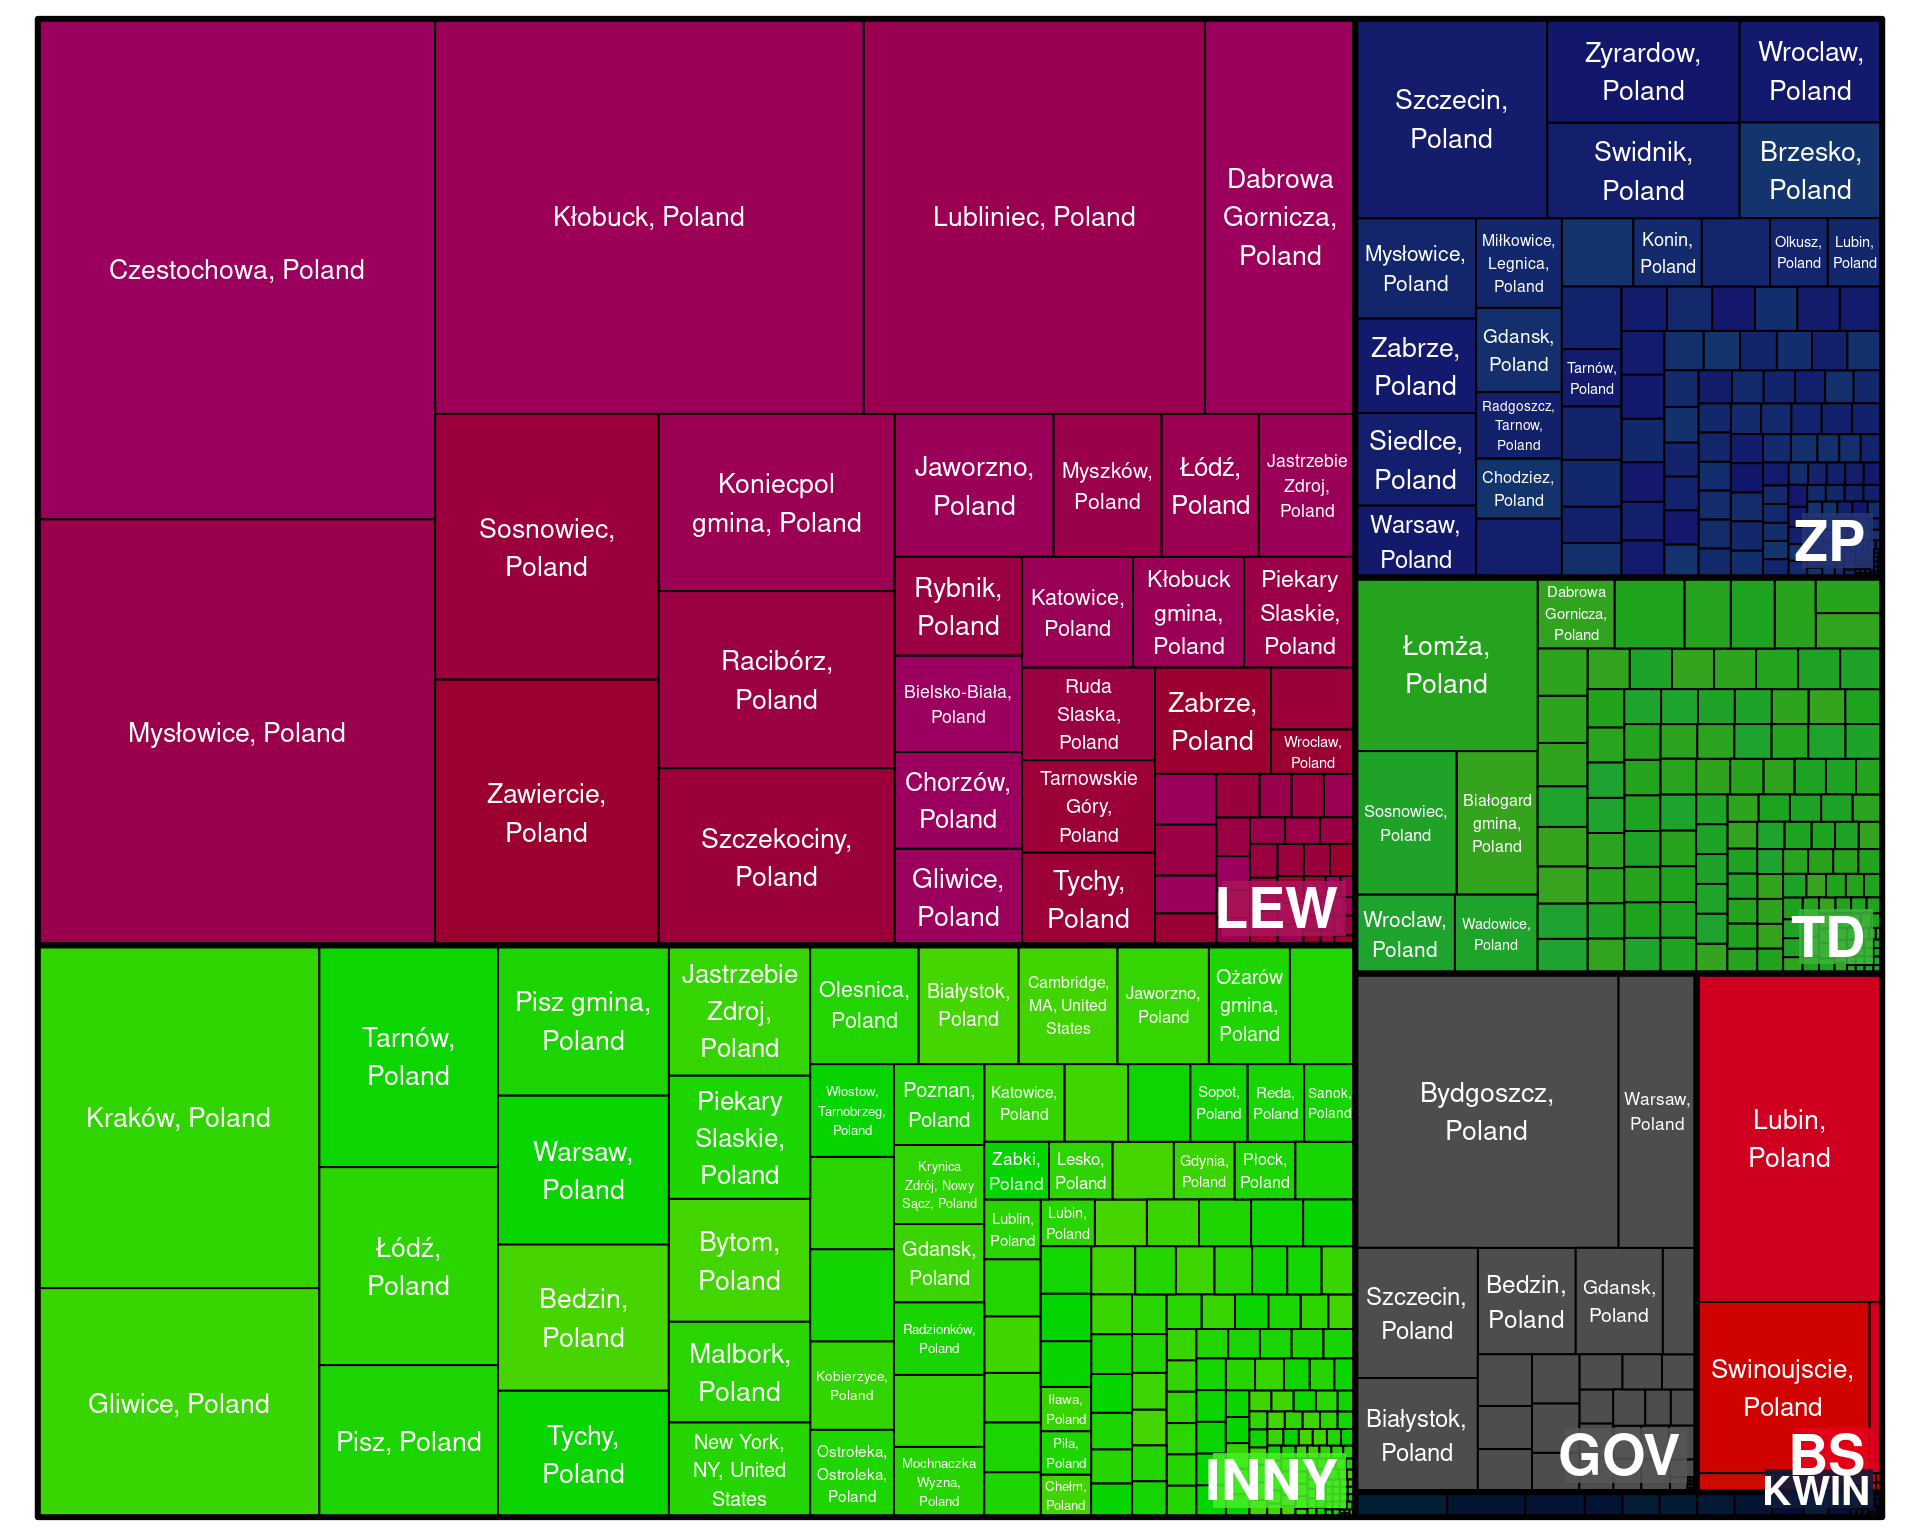 Czestochowa, Poland
Mysłowice, Poland
Kłobuck, Poland
Lubliniec, Poland
Dabrowa
Gornicza,
Poland
Sosnowiec,
Poland
Zawiercie,
Poland
Koniecpol
gmina, Poland
Racibórz,
Poland
Szczekociny,
Poland
Jaworzno,
Poland
Myszków,
Poland
Łódź,
Poland
Jastrzebie
Zdroj,
Poland
Rybnik,
Poland
Katowice,
Poland
Kłobuck
gmina,
Poland
Piekary
Slaskie,
Poland
Bielsko-Biała,
Poland
Chorzów,
Poland
Gliwice,
Poland
Ruda
Slaska,
Poland
Tarnowskie
Góry,
Poland
Tychy,
Poland
Zabrze,
Poland
Wroclaw,
Poland
LEW
Szczecin,
Poland
Zyrardow,
Poland
Wroclaw,
Poland
Swidnik,
Poland
Brzesko,
Poland
Mysłowice,
Poland
Zabrze,
Poland
Siedlce,
Poland
Warsaw,
Poland
Miłkowice,
Legnica,
Poland
Gdansk,
Poland
Radgoszcz,
Tarnow,
Poland
Chodziez,
Poland
Konin,
Poland
Olkusz,
Poland
Lubin,
Poland
Tarnów,
Poland
ZP
Łomża,
Poland
Dabrowa
Gornicza,
Poland
Sosnowiec,
Poland
Białogard
gmina,
Poland
Wroclaw,
Poland
Wadowice,
Poland
TD
Kraków, Poland
Gliwice, Poland
Tarnów,
Poland
Łódź,
Poland
Pisz, Poland
Pisz gmina,
Poland
Warsaw,
Poland
Bedzin,
Poland
Tychy,
Poland
Jastrzebie
Zdroj,
Poland
Piekary
Slaskie,
Poland
Bytom,
Poland
Malbork,
Poland
New York,
NY, United
States
Olesnica,
Poland
Białystok,
Poland
Cambridge,
MA, United
States
Jaworzno,
Poland
Ożarów
gmina,
Poland
Włostow,
Tarnobrzeg,
Poland
Kobierzyce,
Poland
Ostrołeka,
Ostroleka,
Poland
Poznan,
Poland
Krynica
Zdrój, Nowy
Sącz, Poland
Gdansk,
Poland
Radzionków,
Poland
Mochnaczka
Wyzna,
Poland
Katowice,
Poland
Sopot,
Poland
Reda,
Poland
Sanok,
Poland
Zabki,
Poland
Lesko,
Poland
Gdynia,
Poland
Płock,
Poland
Lublin,
Poland
Lubin,
Poland
Iława,
Poland
Piła,
Poland
Chełm,
Poland
INNY
Bydgoszcz,
Poland
Warsaw,
Poland
Szczecin,
Poland
Białystok,
Poland
Bedzin,
Poland
Gdansk,
Poland
GOV
Lubin,
Poland
Swinoujscie,
Poland
BS
KWIN